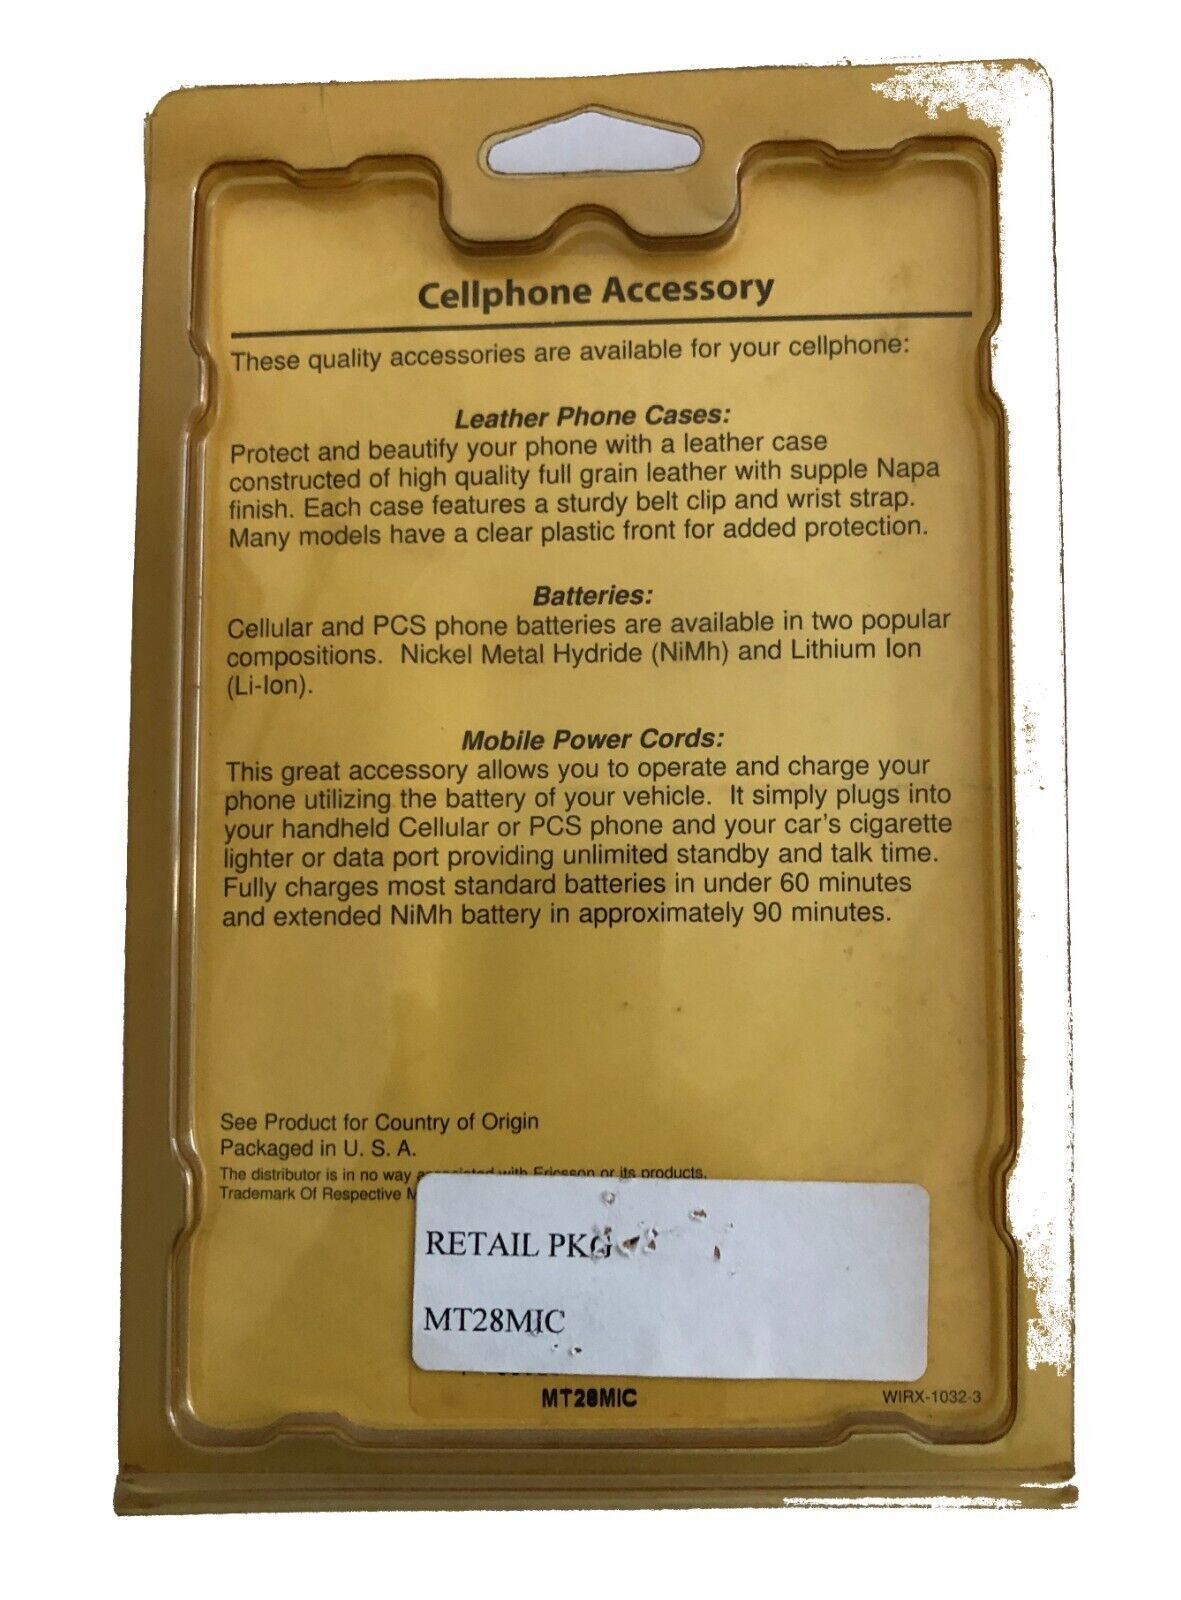 Cellphone Accessory
These quality accessories are available for your cellphone:
Leather Phone Cases:
Protect and beautify your phone with a leather case
constructed of high quality full grain leather with supple Napa
finish. Each case features a sturdy belt clip and wrist strap.
Many models have a clear plastic front for added protection.
Batteries:
Cellular and PCS phone batteries are available in two popular
compositions.  Nickel Metal Hydride (NiMh) and Lithium Ion
(Li-Ion).
Mobile Power Cords:
This great accessory allows you to operate and charge your
phone utilizing the battery of your vehicle.  It simply plugs into
your handheld Cellular or PCS phone and your car's cigarette
lighter or data port providing unlimited standby and talk time.
Fully charges most standard batteries in under 60 minutes
and extended NiMh battery in approximately 90 minutes.
See Product for Country of Origin
Packaged in U. S. A.
The distributor is in no way associated with Ericsson or its products.
Trademark Of Respective
RETAIL PKG
MT28MIC
MT28MIC
WIRX-1032-3